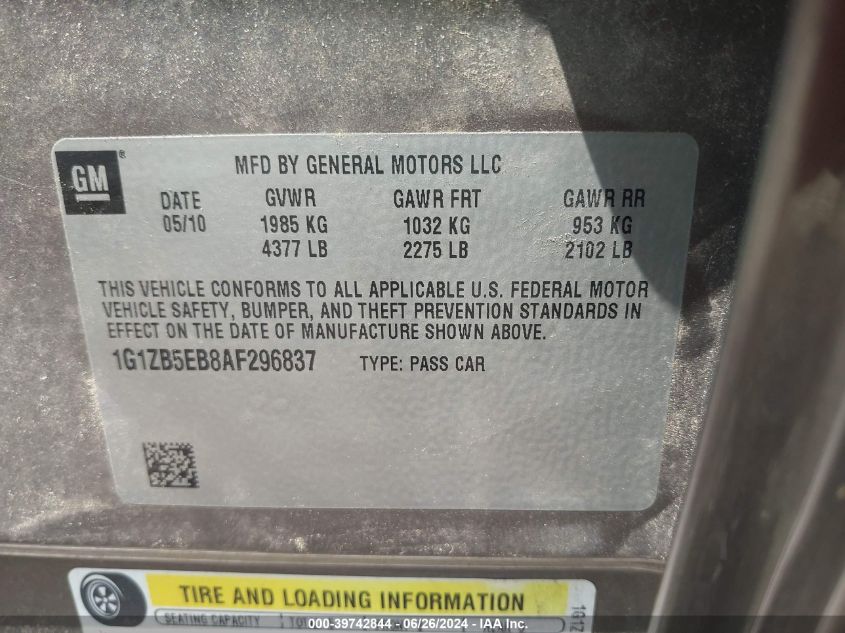 GM ®
MFD BY GENERAL MOTORS LLC
DATE GVWR GAWR FRT GAWR RR
05/10 1985 KG 1032 KG 953 KG
4377 LB 2275 LB 2102 LB
THIS VEHICLE CONFORMS TO ALL APPLICABLE U.S. FEDERAL MOTOR
VEHICLE SAFETY, BUMPER, AND THEFT PREVENTION STANDARDS IN
EFFECT ON THE DATE OF MANUFACTURE SHOWN ABOVE.
1G1ZB5EB8AF296837 TYPE: PASS CAR
TIRE AND LOADING INFORMATION
SEATING CAPACITY
1G1Z
000-39742844 - 06/26/2024 - IAA Inc.